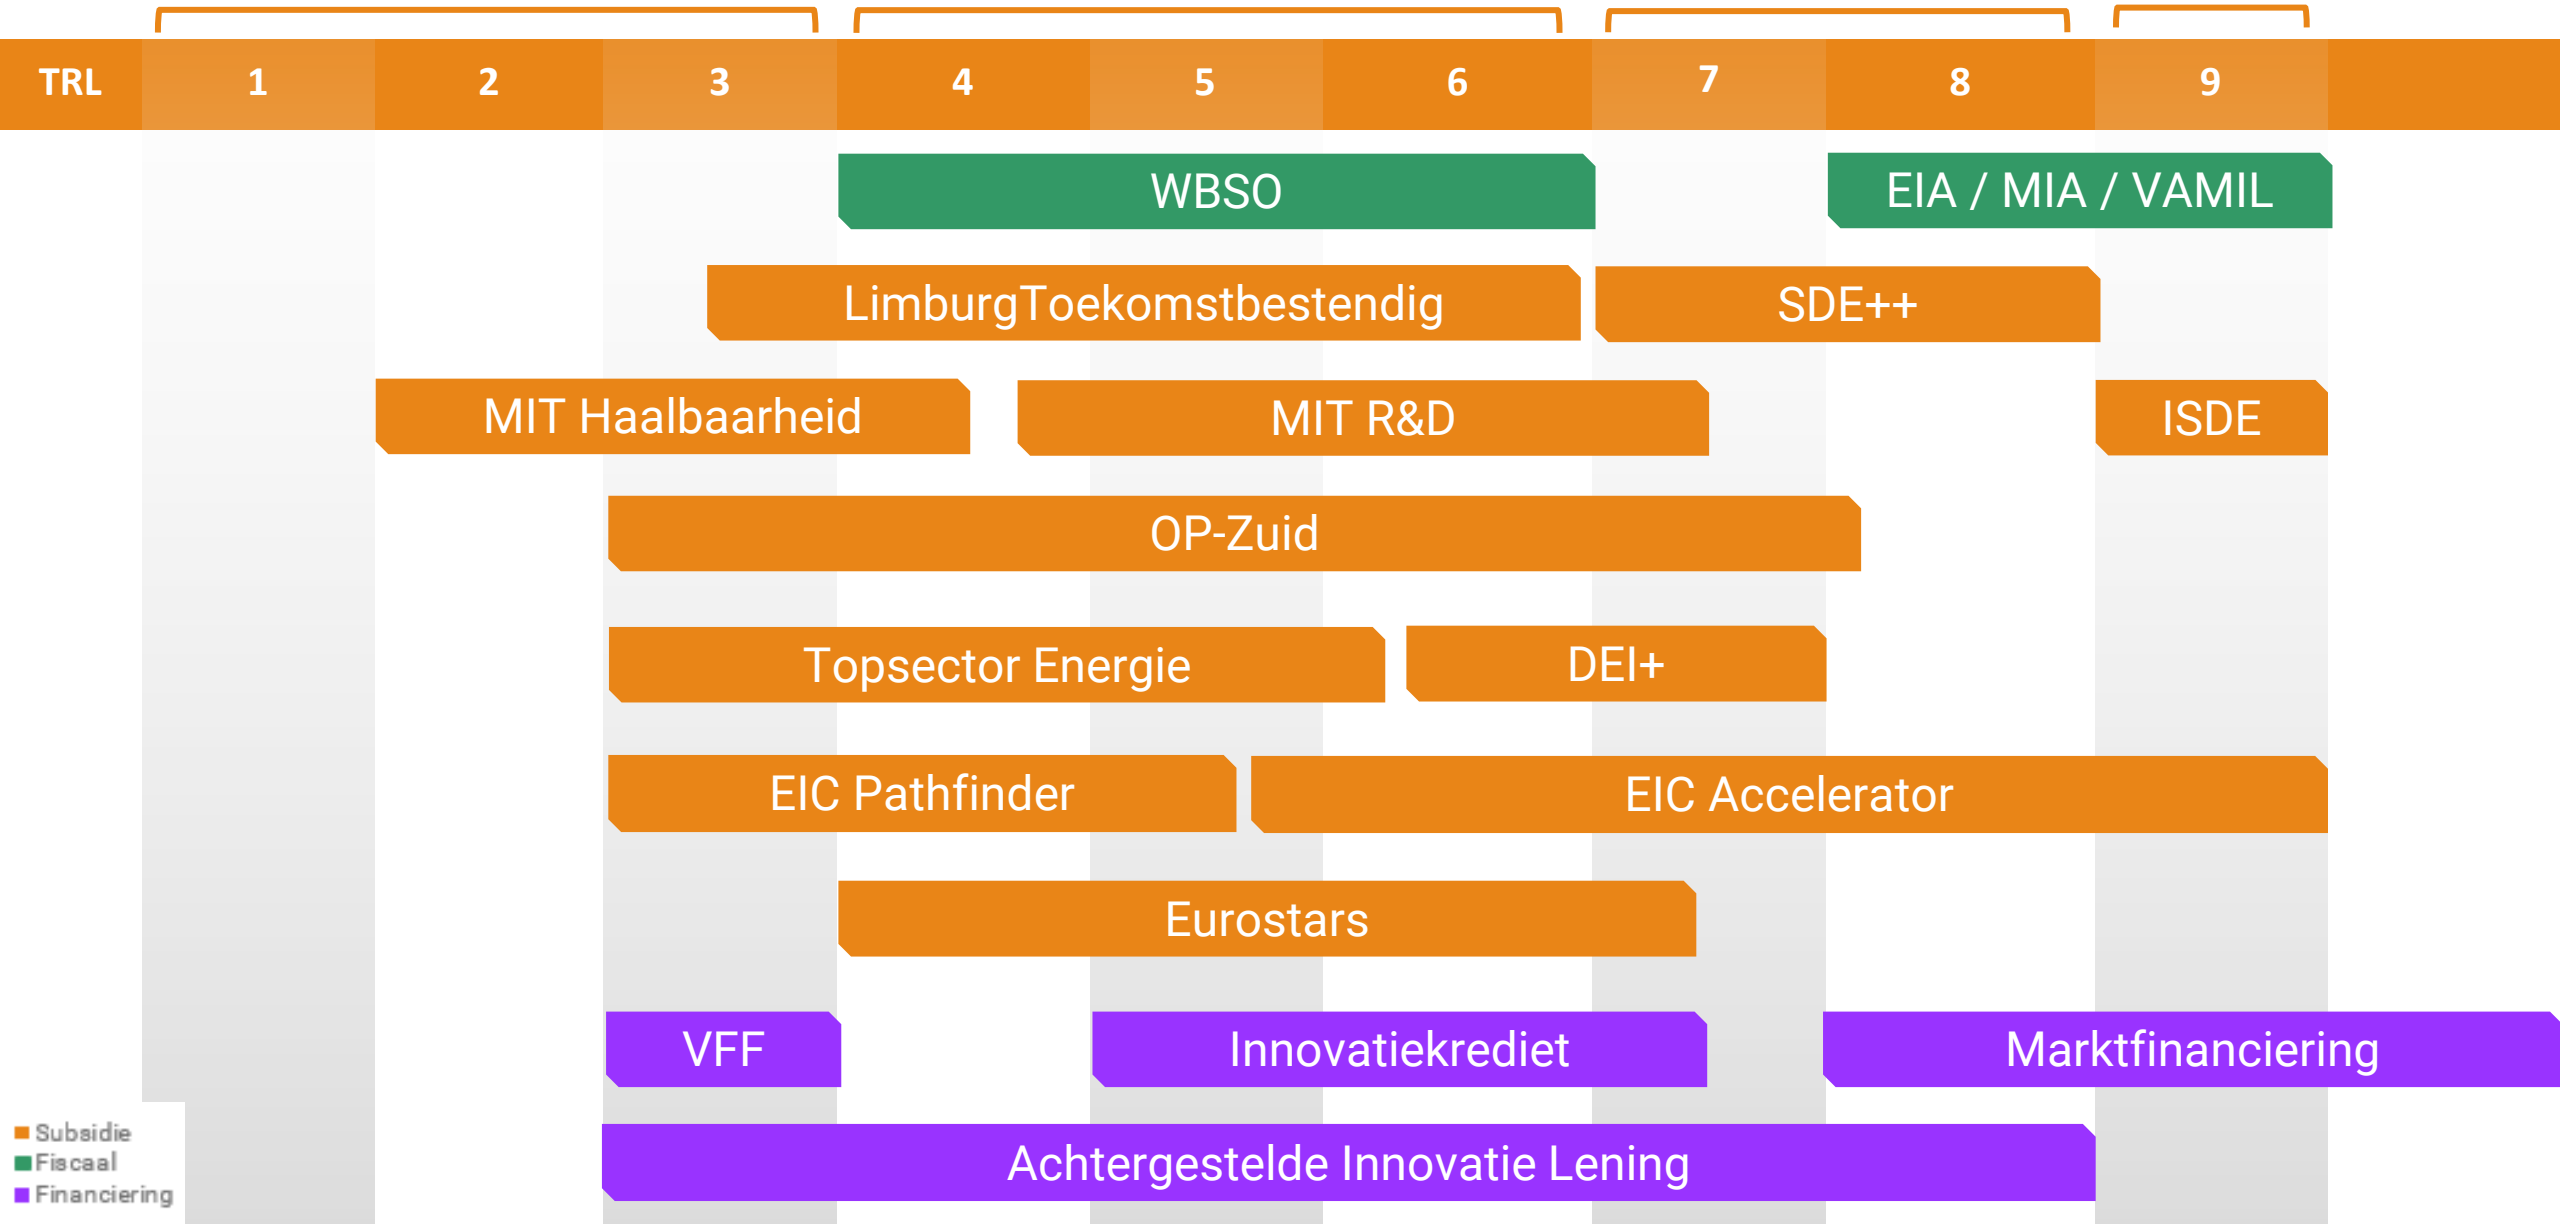 TRL 1 2 3 4 5 6 7 8 9
WBSO
EIA / MIA / VAMIL
LimburgToekomstbestendig
SDE++
MIT Haalbaarheid
MIT R&D
ISDE
OP-Zuid
Topsector Energie
DEI+
EIC Pathfinder
EIC Accelerator
Eurostars
VFF
Innovatiekrediet
Marktfinanciering
Achtergestelde Innovatie Lening
Subsidie
Fiscaal
Financiering